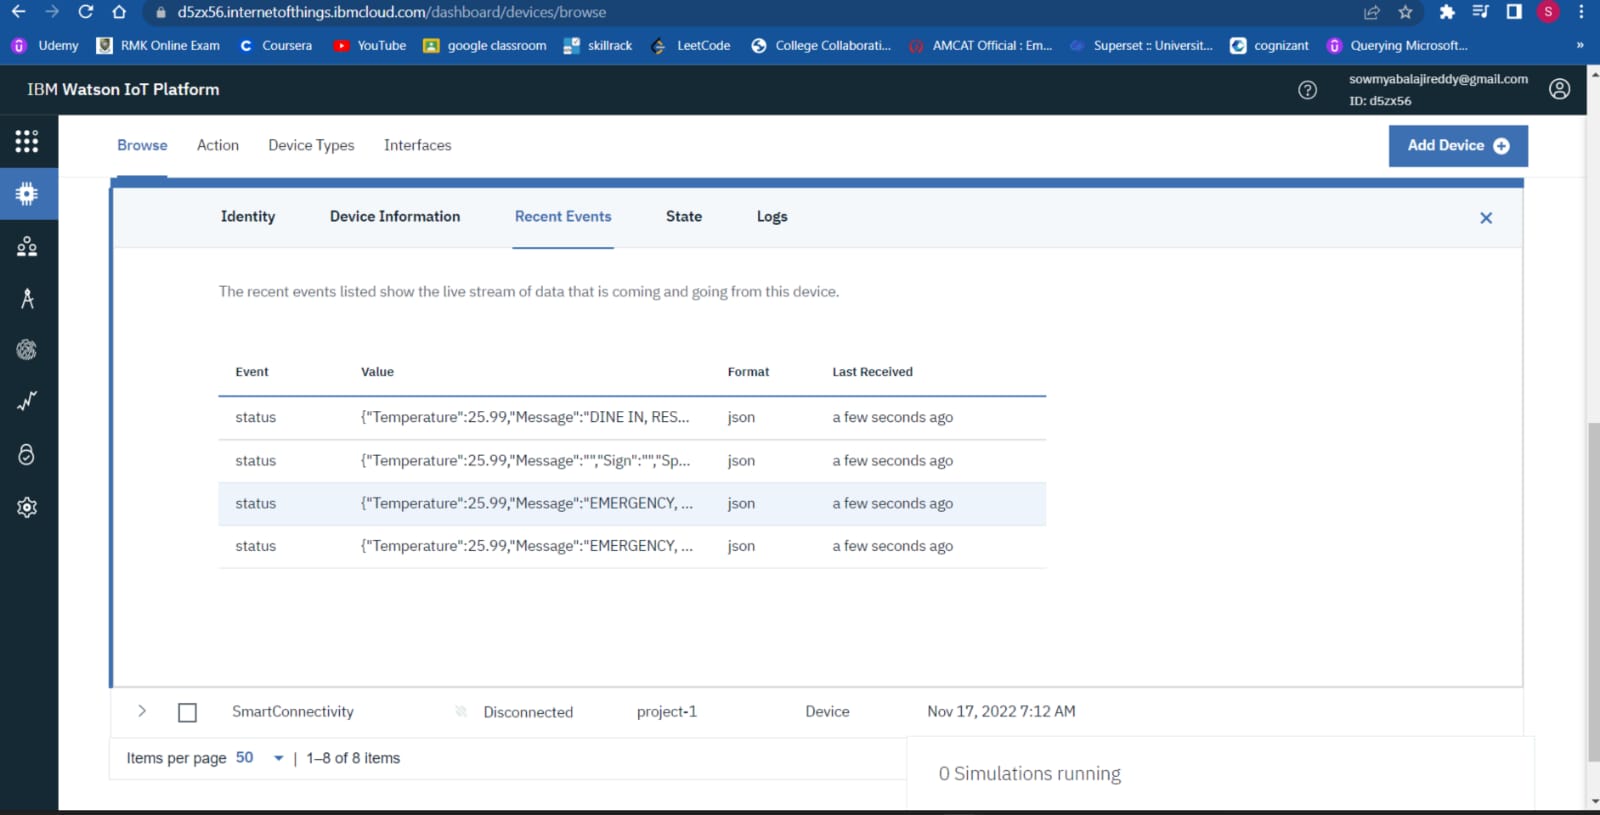 d5zx56.internetofthings.ibmcloud.com/dashboard/devices/browse
S
Udemy RMK Online Exam Coursera YouTube google classroom skillrack LeetCode College Collaborati... AMCAT Official : Em... Superset :: Universit... cognizant Querying Microsoft... »
IBM Watson IoT Platform
sowmyabalajireddy@gmail.com
ID: d5zx56
Browse Action Device Types Interfaces Add Device
Identity Device Information Recent Events State Logs
The recent events listed show the live stream of data that is coming and going from this device.
Event Value Format Last Received
status {"Temperature":25.99,"Message":"DINE IN, RES... json a few seconds ago
status {"Temperature":25.99,"Message":"","Sign":"","Sp... json a few seconds ago
status {"Temperature":25.99,"Message":"EMERGENCY, ... json a few seconds ago
status {"Temperature":25.99,"Message":"EMERGENCY, ... json a few seconds ago
SmartConnectivity Disconnected project-1 Device Nov 17, 2022 7:12 AM
Items per page 50 | 1–8 of 8 items
0 Simulations running